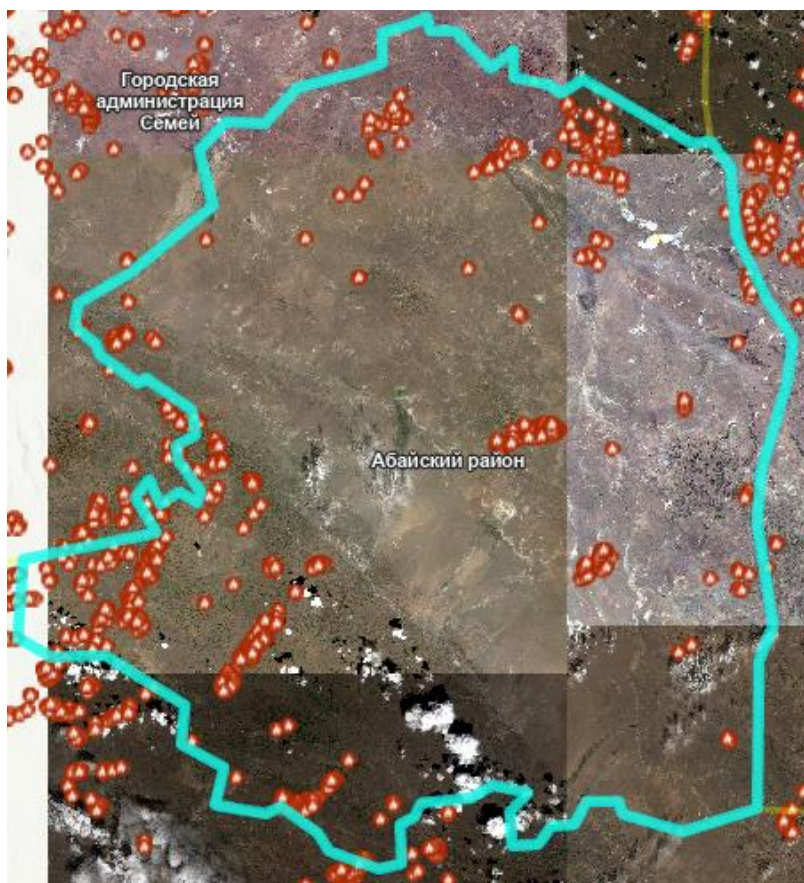 Городская
администрация
Семей
Абайский район